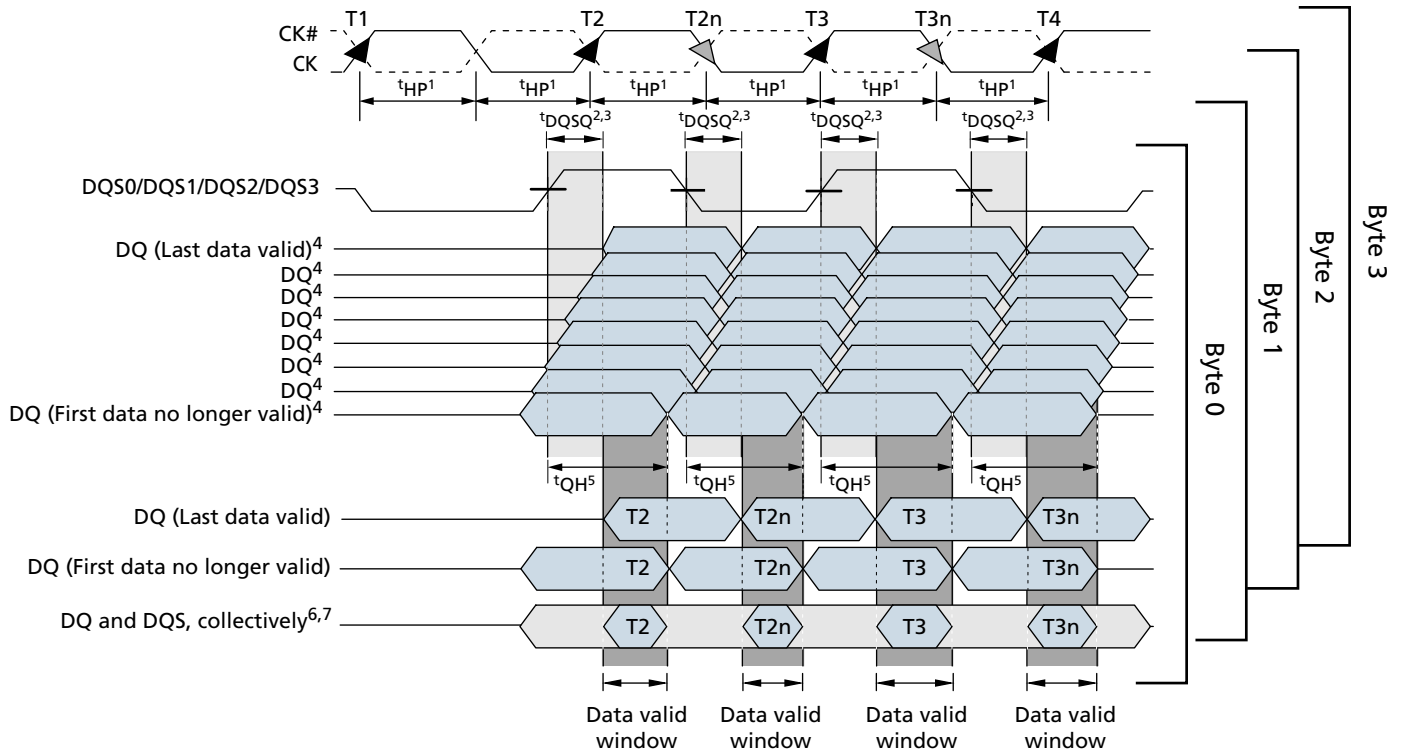 T1 T2 T2n T3 T3n T4
CK#
CK
tHP1 tHP1 tHP1 tHP1 tHP1 tHP1
tDQSQ2,3 tDQSQ2,3 tDQSQ2,3 tDQSQ2,3
DQS0/DQS1/DQS2/DQS3
DQ (Last data valid)4
DQ4
DQ4
DQ4
DQ4
DQ4
DQ4
DQ (First data no longer valid)4
tQH5 tQH5 tQH5 tQH5
DQ (Last data valid) T2 T2n T3 T3n
DQ (First data no longer valid) T2 T2n T3 T3n
DQ and DQS, collectively6,7 T2 T2n T3 T3n
Data valid window
Data valid window
Data valid window
Data valid window
Byte 0
Byte 1
Byte 2
Byte 3